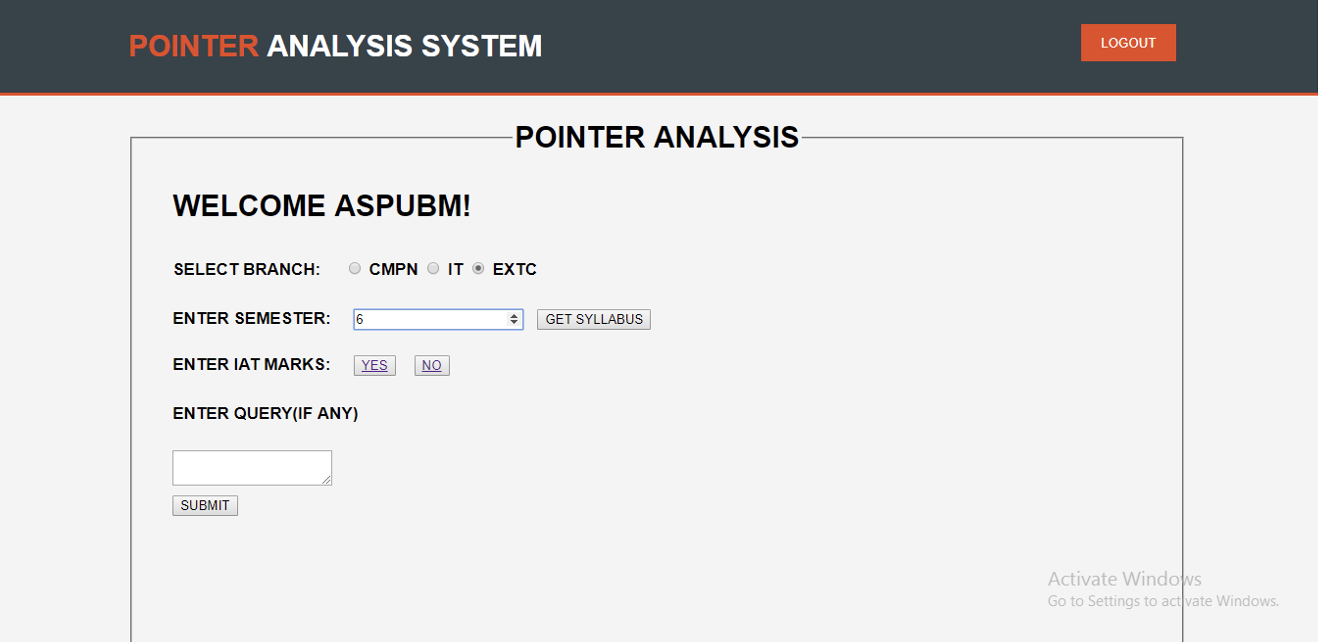 POINTER ANALYSIS SYSTEM
LOGOUT
POINTER ANALYSIS
WELCOME ASPUBM!
SELECT BRANCH: CMPN IT EXTC
ENTER SEMESTER: 6 GET SYLLABUS
ENTER IAT MARKS: YES NO
ENTER QUERY(IF ANY)
SUBMIT
Activate Windows
Go to Settings to activate Windows.